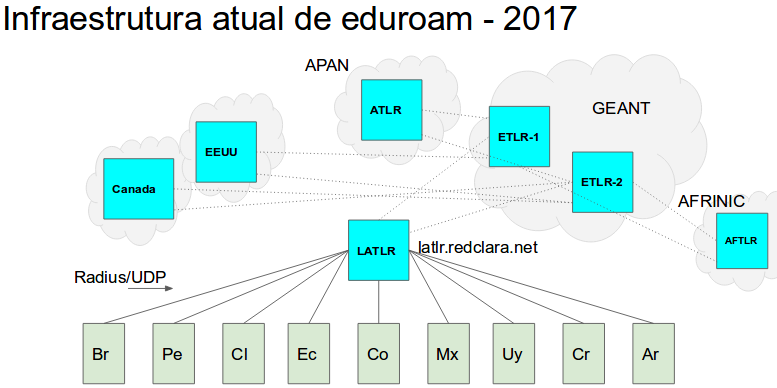 Infraestrutura atual de eduroam - 2017
APAN
ATLR
GEANT
ETLR-1
EEUU
ETLR-2
Canada
AFRINIC
AFTLR
LATLR
latlr.redclara.net
Radius/UDP
Br
Pe
Cl
Ec
Co
Mx
Uy
Cr
Ar